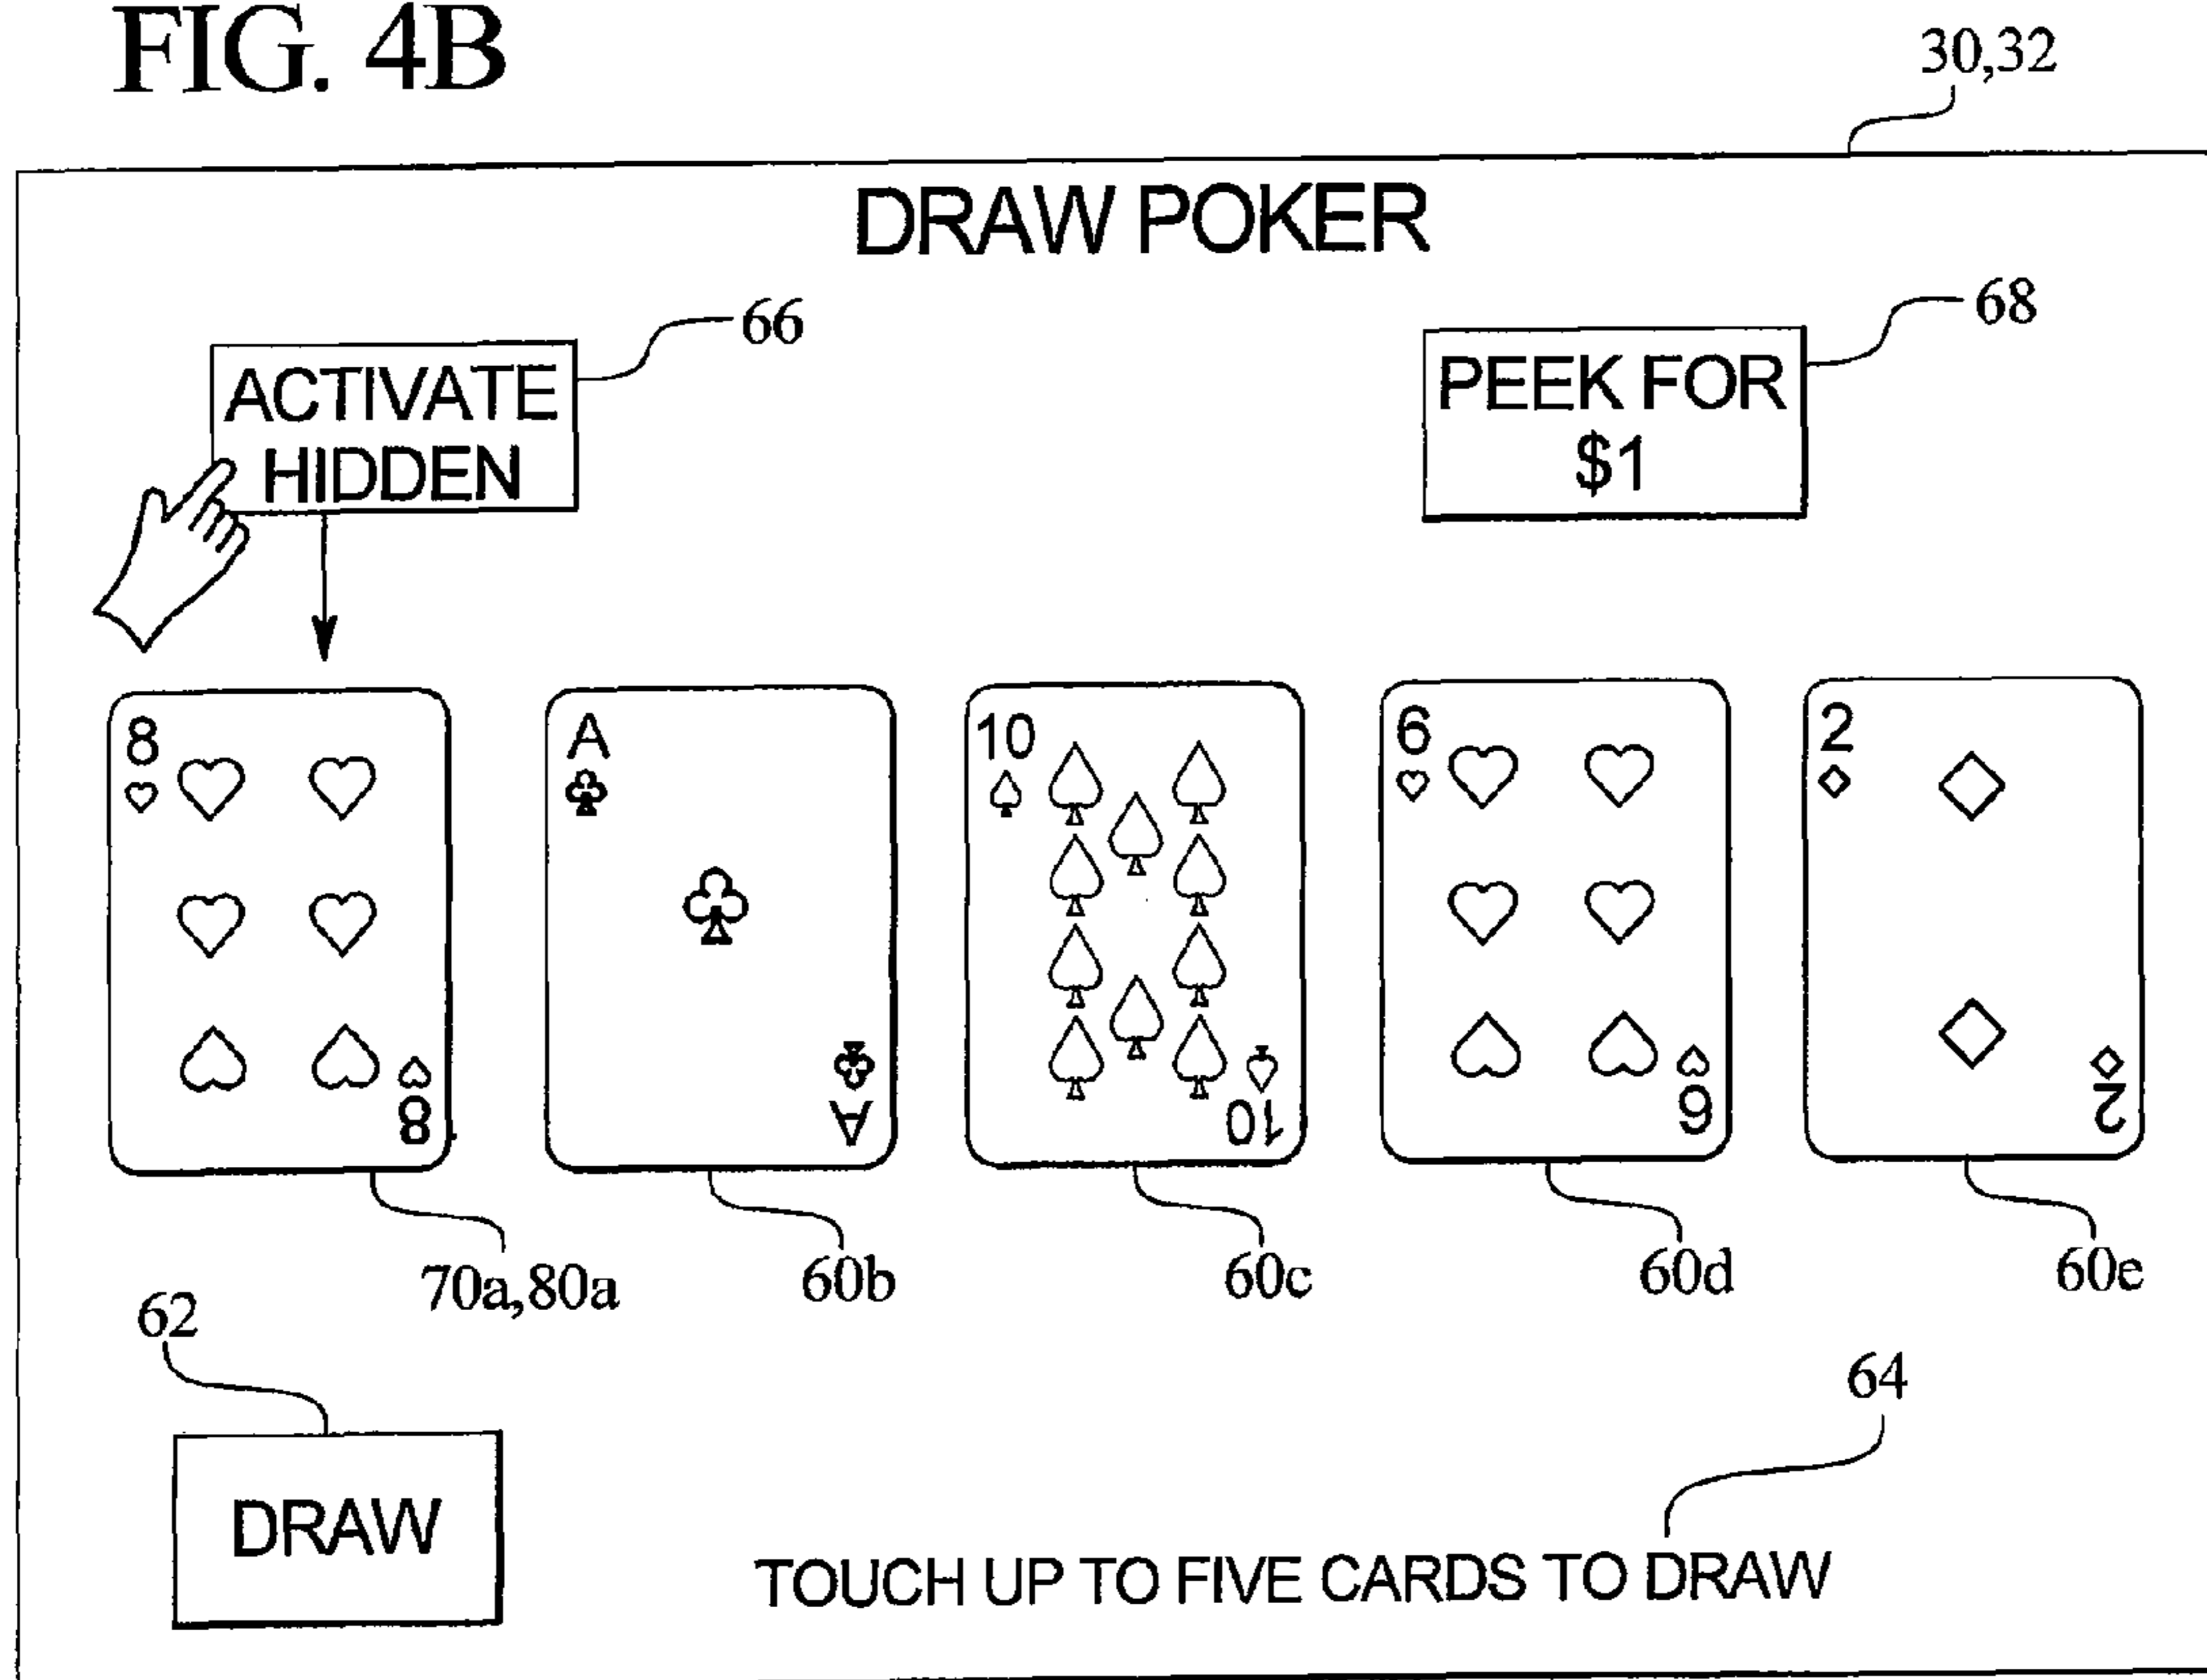 FIG. 4B
30,32
DRAW POKER
66
68
ACTIVATE
HIDDEN
PEEK FOR
$1
8
A
10
6
2
8
A
10
6
2
70a,80a
60b
60c
60d
60e
62
64
DRAW
TOUCH UP TO FIVE CARDS TO DRAW